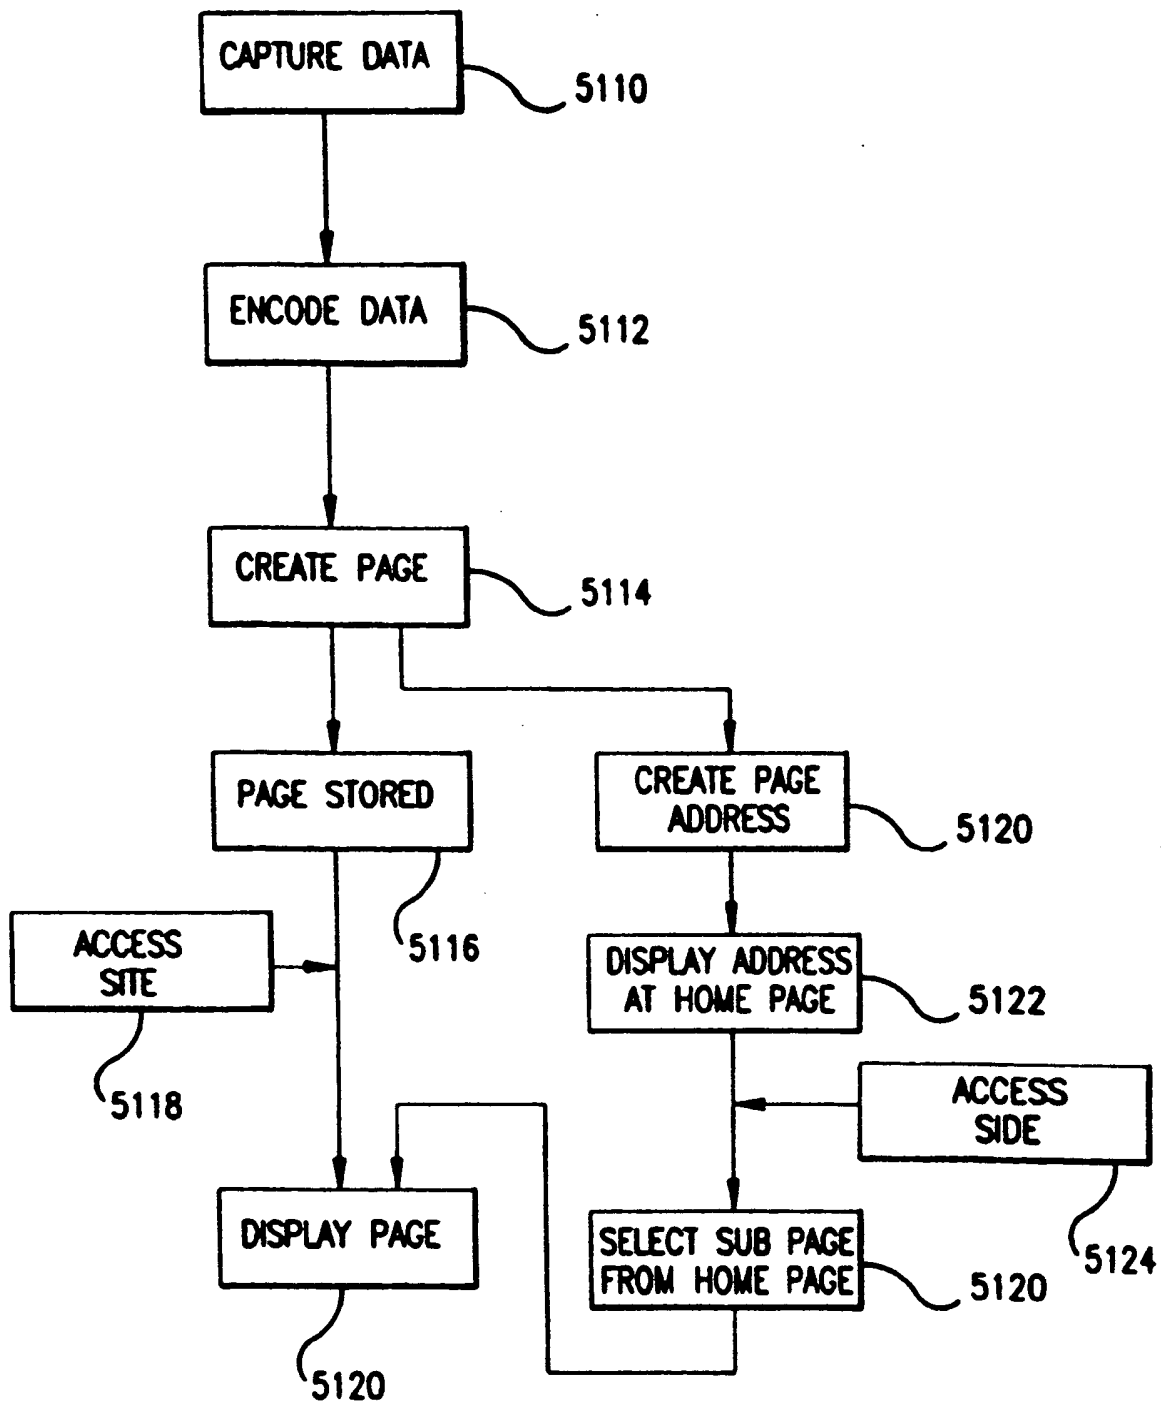 CAPTURE DATA
5110
ENCODE DATA
5112
CREATE PAGE
5114
PAGE STORED
5116
CREATE PAGE
ADDRESS
5120
ACCESS
SITE
5118
DISPLAY ADDRESS
AT HOME PAGE
5122
ACCESS
SIDE
5124
DISPLAY PAGE
5120
SELECT SUB PAGE
FROM HOME PAGE
5120